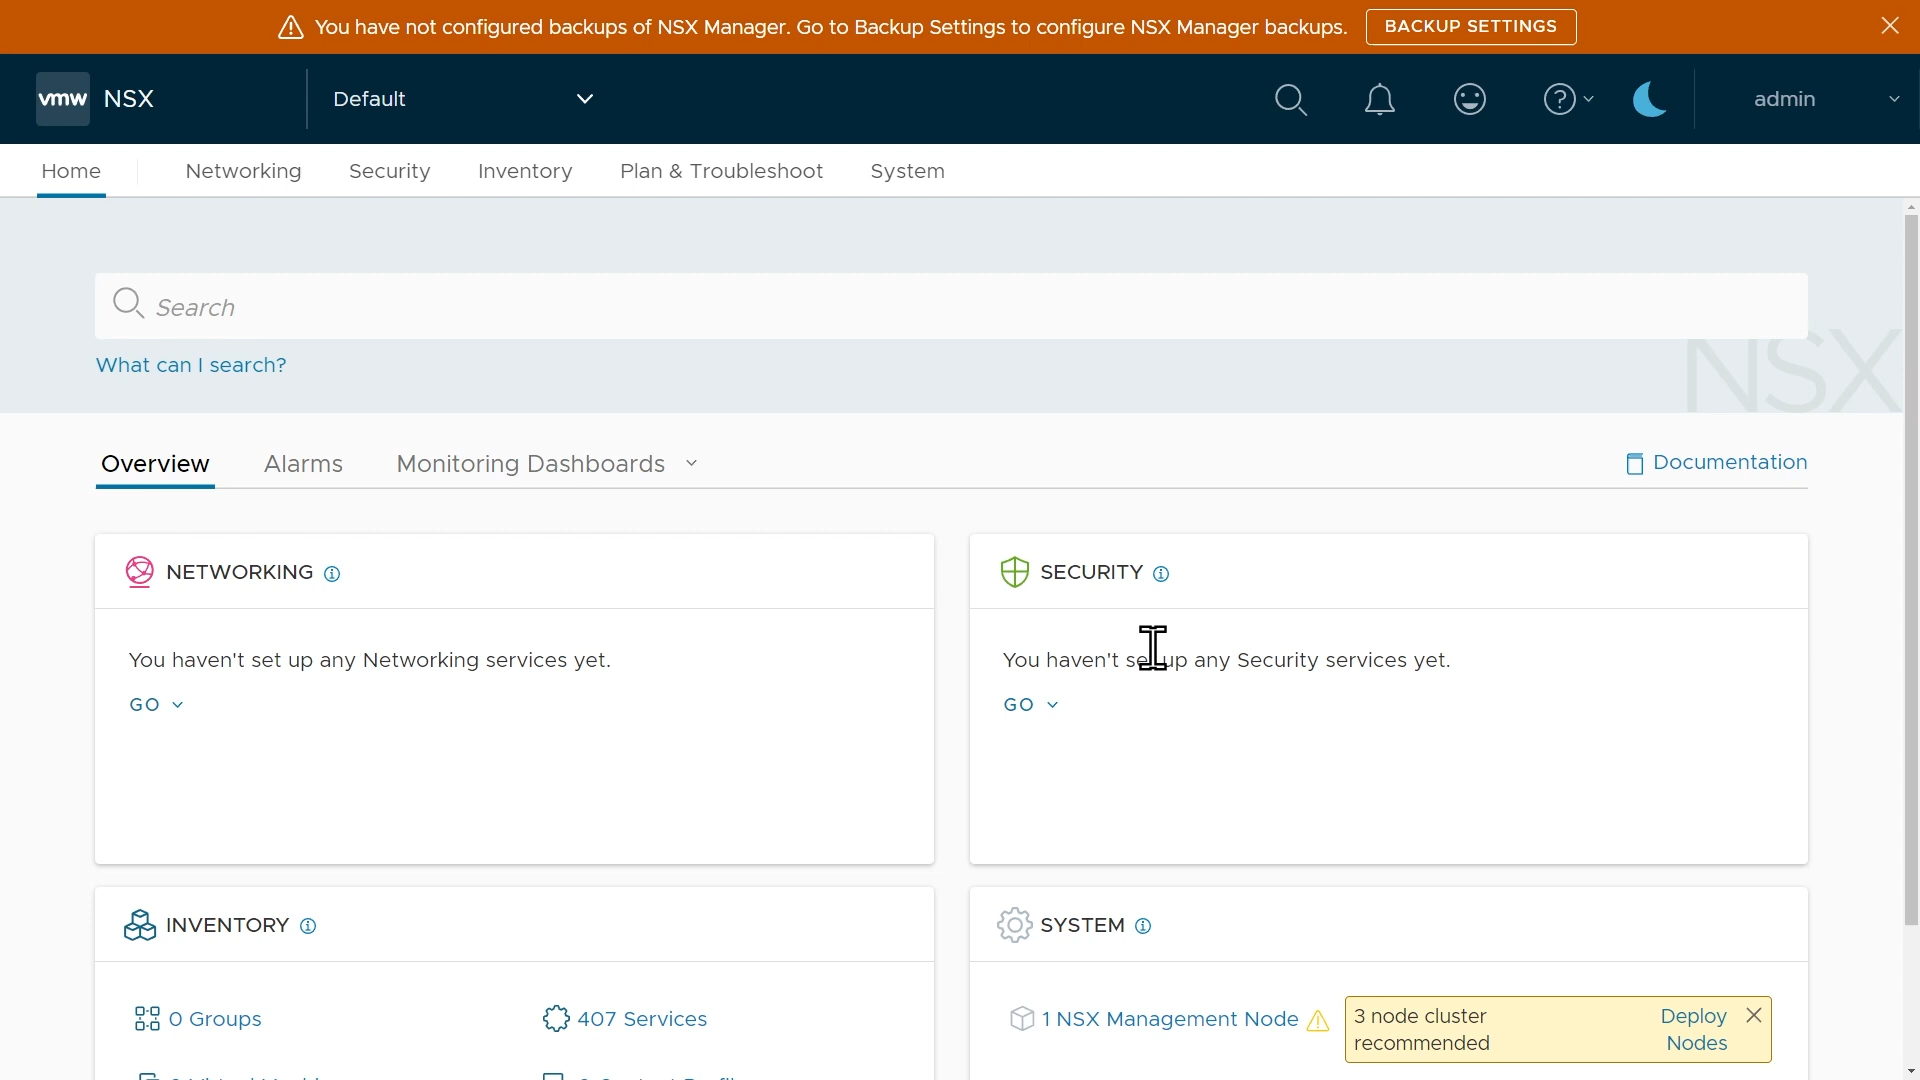 You have not configured backups of NSX Manager. Go to Backup Settings to configure NSX Manager backups. BACKUP SETTINGS
vmw NSX Default admin
Home Networking Security Inventory Plan & Troubleshoot System
Search
What can I search?
NSX
Overview Alarms Monitoring Dashboards Documentation
NETWORKING
You haven't set up any Networking services yet.
GO
SECURITY
You haven't set up any Security services yet.
GO
INVENTORY
0 Groups 407 Services
SYSTEM
1 NSX Management Node
3 node cluster recommended
Deploy Nodes